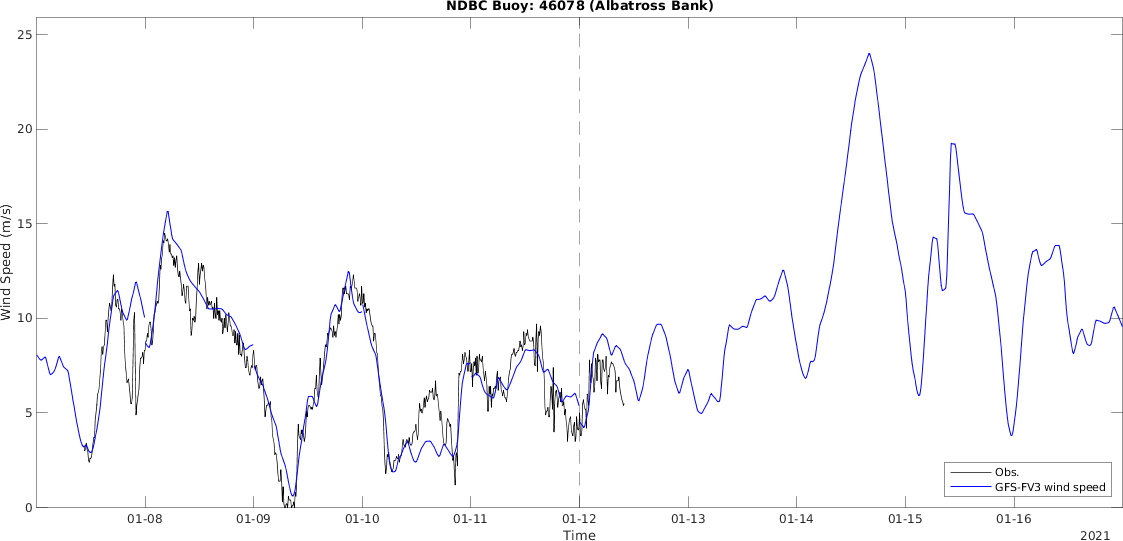 NDBC Buoy: 46078 (Albatross Bank)
25
20
15
10
5
0
Wind Speed (m/s)
01-08 01-09 01-10 01-11 01-12 01-13 01-14 01-15 01-16
Time
2021
Obs.
GFS-FV3 wind speed